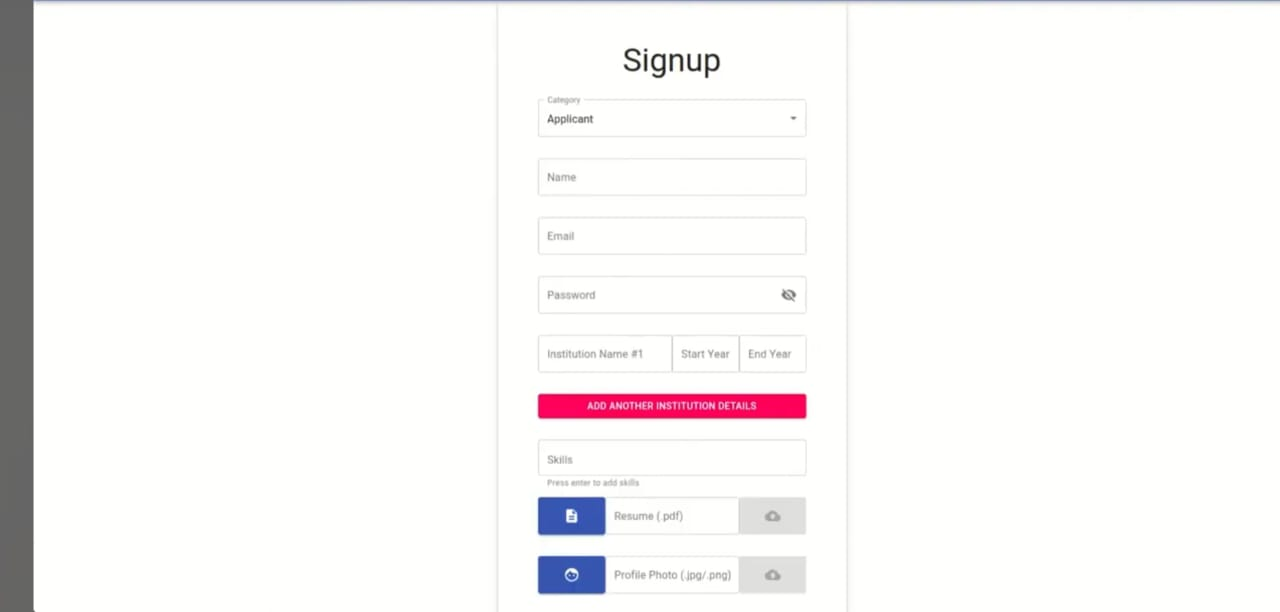 Signup
Category
Applicant
Name
Email
Password
Institution Name #1 Start Year End Year
ADD ANOTHER INSTITUTION DETAILS
Skills
Press enter to add skills
Resume (.pdf)
Profile Photo (.jpg/.png)